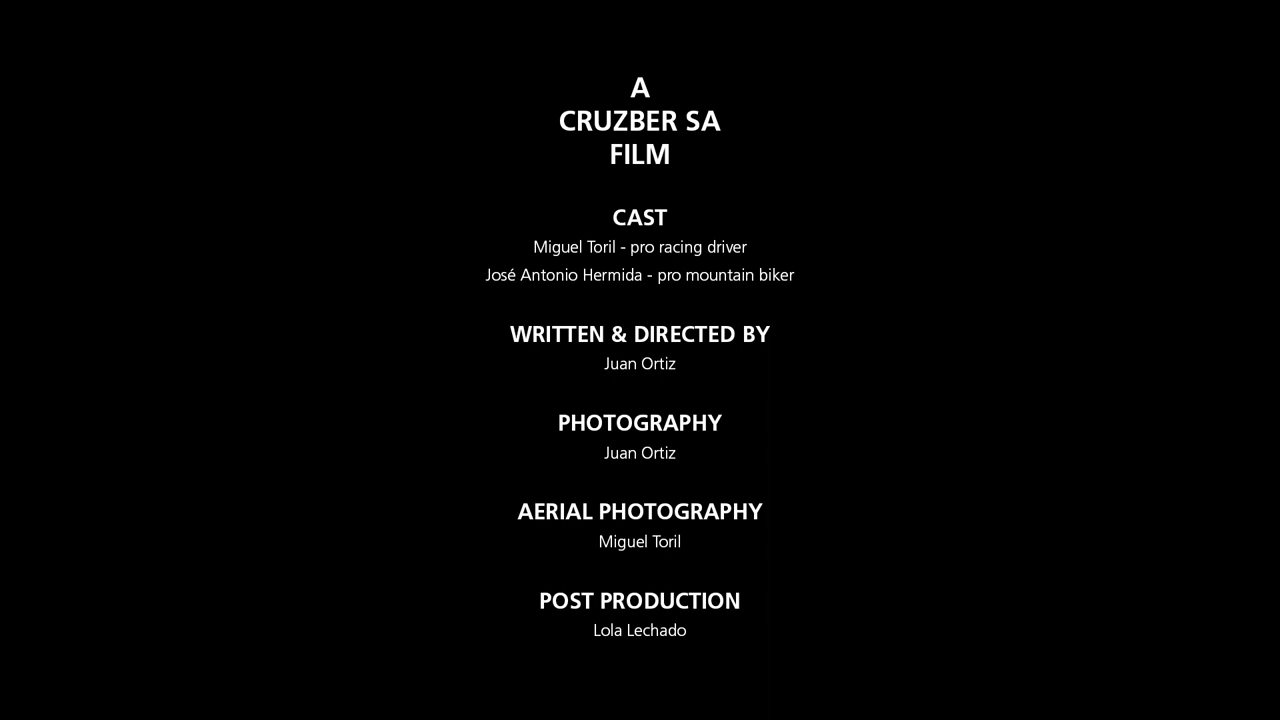 A
CRUZBER SA
FILM
CAST
Miguel Toril - pro racing driver
José Antonio Hermida - pro mountain biker
WRITTEN & DIRECTED BY
Juan Ortiz
PHOTOGRAPHY
Juan Ortiz
AERIAL PHOTOGRAPHY
Miguel Toril
POST PRODUCTION
Lola Lechado